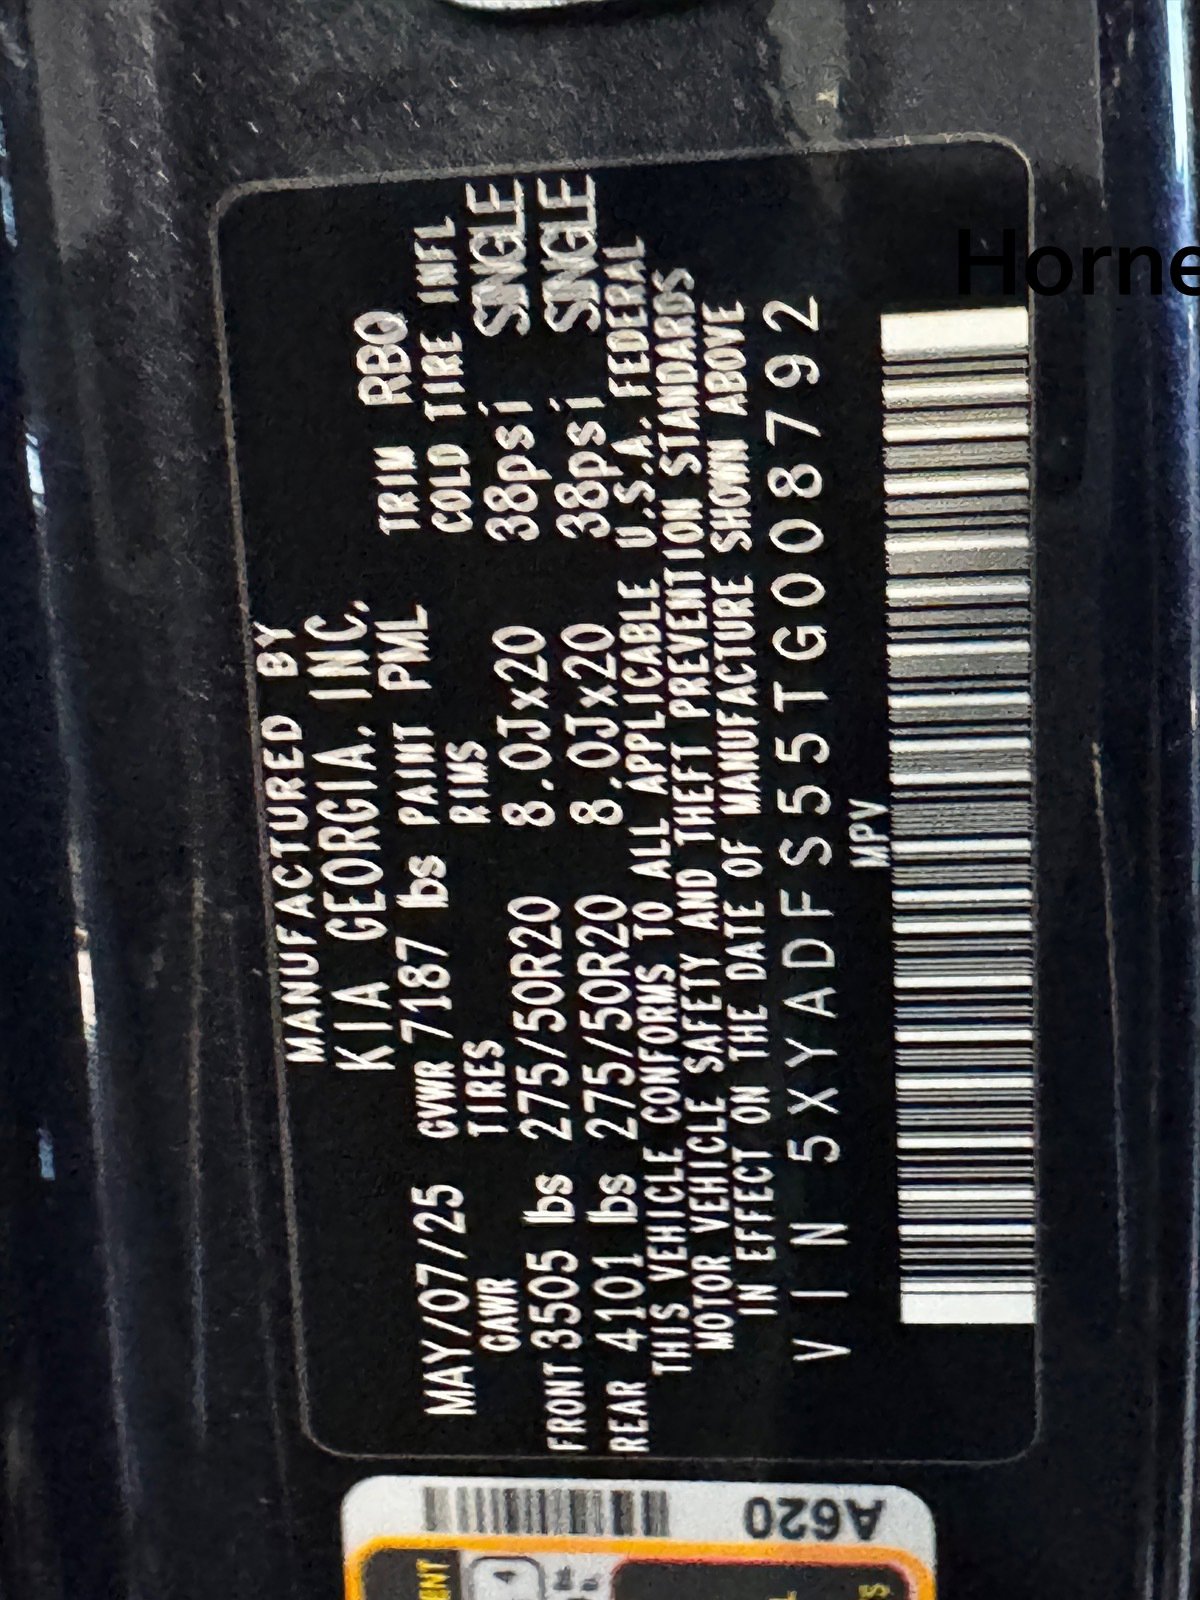 MANUFACTURED BY
KIA GEORGIA, INC.
MAY/07/25 GVWR 7187 lbs PAINT PML TRIM RBQ
GAWR TIRES RIMS COLD TIRE INFL
FRONT 3505 lbs 275/50R20 8.0Jx20 38psi SINGLE
REAR 4101 lbs 275/50R20 8.0Jx20 38psi SINGLE
THIS VEHICLE CONFORMS TO ALL APPLICABLE U.S.A. FEDERAL
MOTOR VEHICLE SAFETY AND THEFT PREVENTION STANDARDS
IN EFFECT ON THE DATE OF MANUFACTURE SHOWN ABOVE
VIN 5XYADFS55TG008792
MPV
Horne
A620